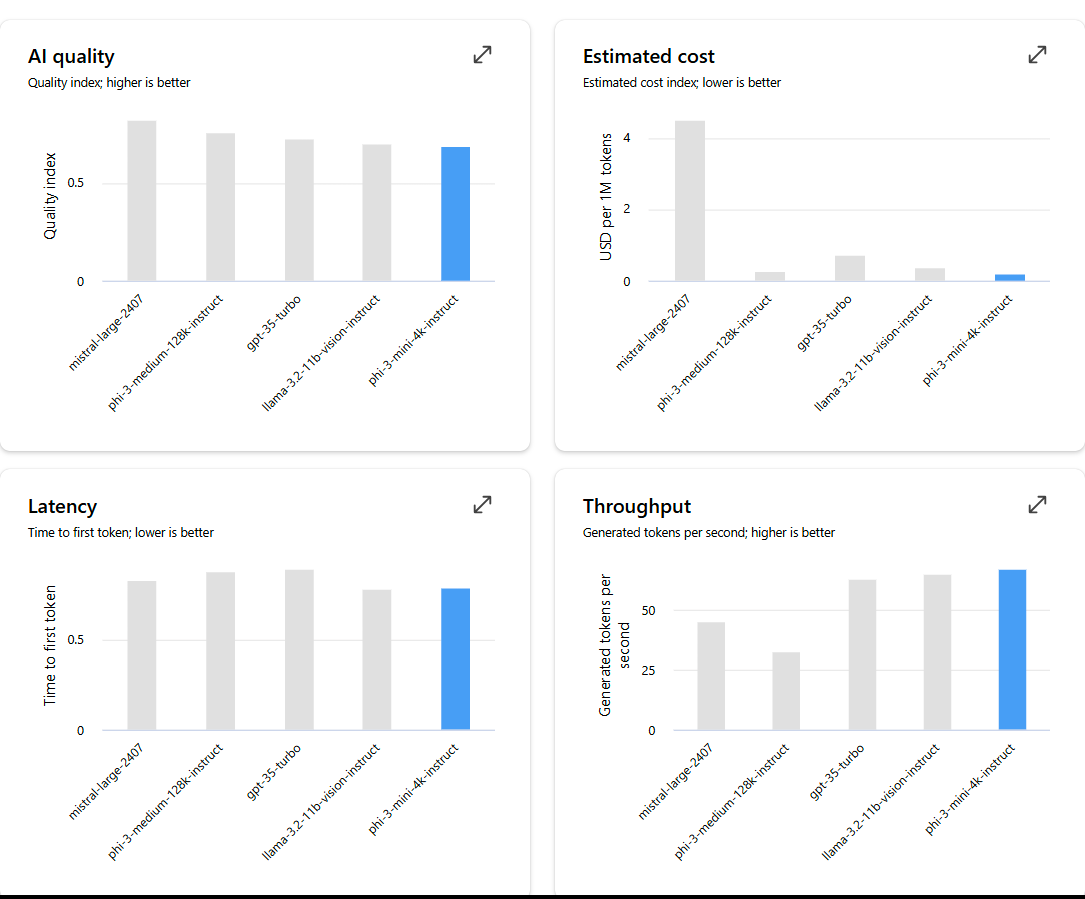 AI quality
Quality index; higher is better
Quality index
0.5
0
mistral-large-2407
phi-3-medium-128k-instruct
gpt-35-turbo
llama-3.2-11b-vision-instruct
phi-3-mini-4k-instruct
Estimated cost
Estimated cost index; lower is better
USD per 1M tokens
4
2
0
mistral-large-2407
phi-3-medium-128k-instruct
gpt-35-turbo
llama-3.2-11b-vision-instruct
phi-3-mini-4k-instruct
Latency
Time to first token; lower is better
Time to first token
0.5
0
mistral-large-2407
phi-3-medium-128k-instruct
gpt-35-turbo
llama-3.2-11b-vision-instruct
phi-3-mini-4k-instruct
Throughput
Generated tokens per second; higher is better
Generated tokens per
second
50
25
0
mistral-large-2407
phi-3-medium-128k-instruct
gpt-35-turbo
llama-3.2-11b-vision-instruct
phi-3-mini-4k-instruct